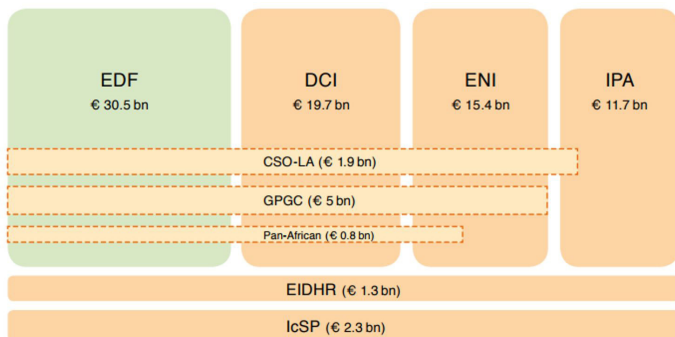 EDF
€ 30.5 bn
DCI
€ 19.7 bn
ENI
€ 15.4 bn
IPA
€ 11.7 bn
CSO-LA (€ 1.9 bn)
GPGC (€ 5 bn)
Pan-African (€ 0.8 bn)
EIDHR (€ 1.3 bn)
IcSP (€ 2.3 bn)